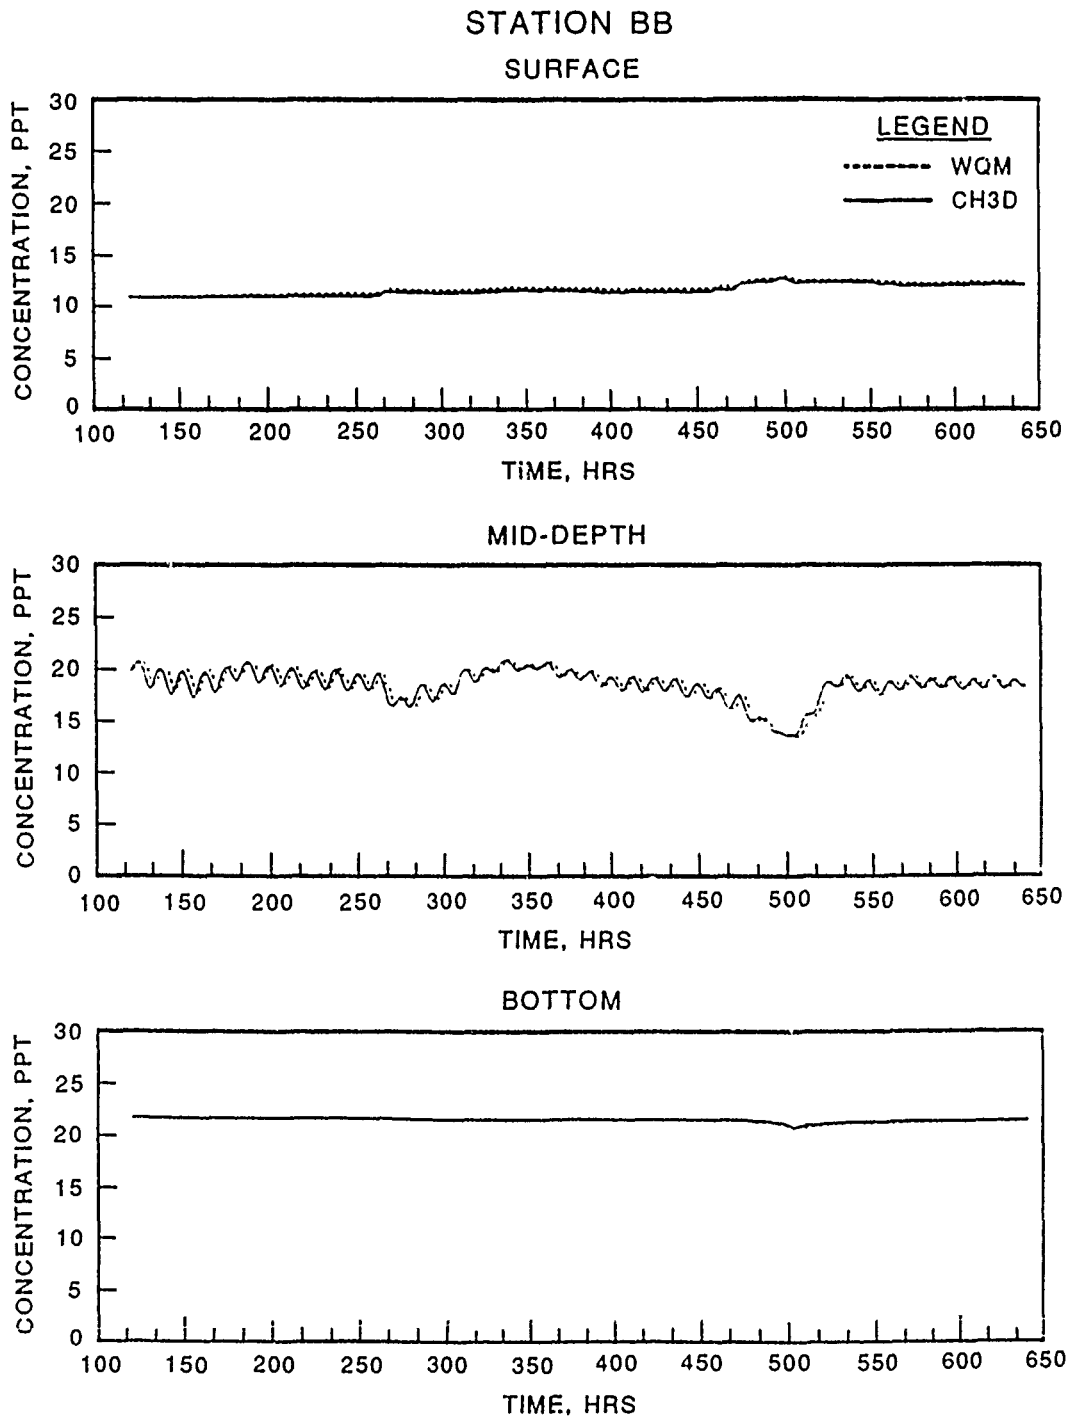 STATION BB
SURFACE
CONCENTRATION, PPT
30
25
20
15
10
5
0
LEGEND
WQM
CH3D
100 150 200 250 300 350 400 450 500 550 600 650
TiME, HRS
MID-DEPTH
CONCENTRATION, PPT
30
25
20
15
10
5
0
100 150 200 250 300 350 400 450 500 550 600 650
TIME, HRS
BOTTOM
CONCENTRATION, PPT
30
25
20
15
10
5
0
100 150 200 250 300 350 400 450 500 550 600 650
TIME, HRS